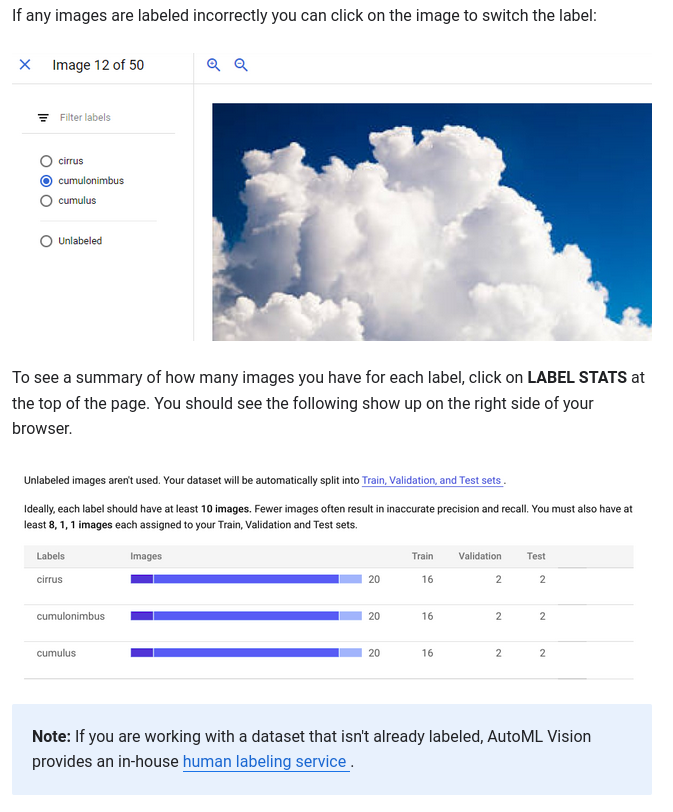 If any images are labeled incorrectly you can click on the image to switch the label:
Image 12 of 50
Filter labels
cirrus
cumulonimbus
cumulus
Unlabeled
To see a summary of how many images you have for each label, click on LABEL STATS at
the top of the page. You should see the following show up on the right side of your
browser.
Unlabeled images aren't used. Your dataset will be automatically split into Train, Validation, and Test sets .
Ideally, each label should have at least 10 images. Fewer images often result in inaccurate precision and recall. You must also have at
least 8, 1, 1 images each assigned to your Train, Validation and Test sets.
Labels Images Train Validation Test
cirrus 20 16 2 2
cumulonimbus 20 16 2 2
cumulus 20 16 2 2
Note: If you are working with a dataset that isn't already labeled, AutoML Vision
provides an in-house human labeling service .